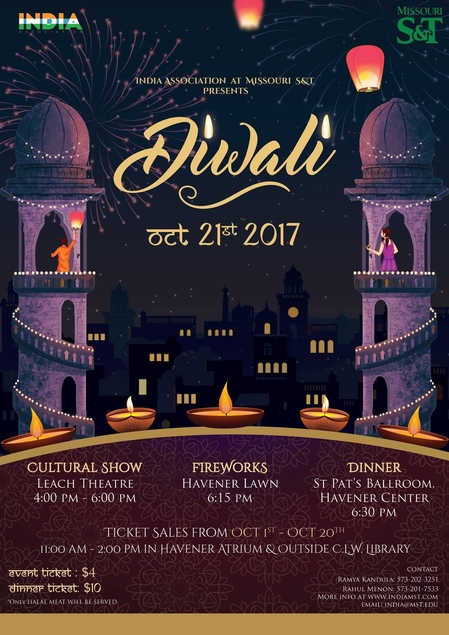 INDIA
MISSOURI
S&T
INDIA ASSOCIATION AT MISSOURI S&T
PRESENTS
Diwali
OCT 21ST 2017
CULTURAL SHOW
LEACH THEATRE
4:00 PM - 6:00 PM
FIREWORKS
HAVENER LAWN
6:15 PM
DINNER
ST PAT'S BALLROOM,
HAVENER CENTER
6:30 PM
TICKET SALES FROM OCT 1ST - OCT 20TH
11:00 AM - 2:00 PM IN HAVENER ATRIUM & OUTSIDE C.L.W. LIBRARY
EVENT TICKET : $4
DINNER TICKET: $10
*ONLY HALAL MEAT WILL BE SERVED
CONTACT
RAMYA KANDULA: 573-202-3251
RAHUL MENON: 573-201-7533
MORE INFO AT WWW.INDIAMST.COM
EMAIL: INDIA@MST.EDU